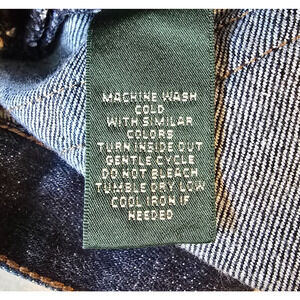 MACHINE WASH
COLD
WITH SIMILAR
COLORS
TURN INSIDE OUT
GENTLE CYCLE
DO NOT BLEACH
TUMBLE DRY LOW
COOL IRON IF
NEEDED